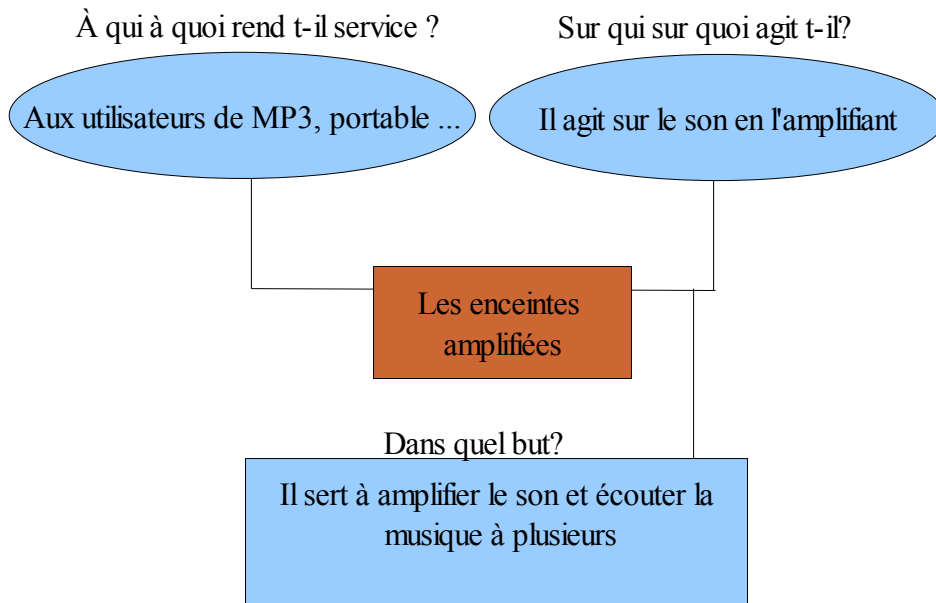 À qui à quoi rend t-il service ?
Sur qui sur quoi agit t-il?
Aux utilisateurs de MP3, portable ...
Il agit sur le son en l'amplifiant
Les enceintes
amplifiées
Dans quel but?
Il sert à amplifier le son et écouter la
musique à plusieurs